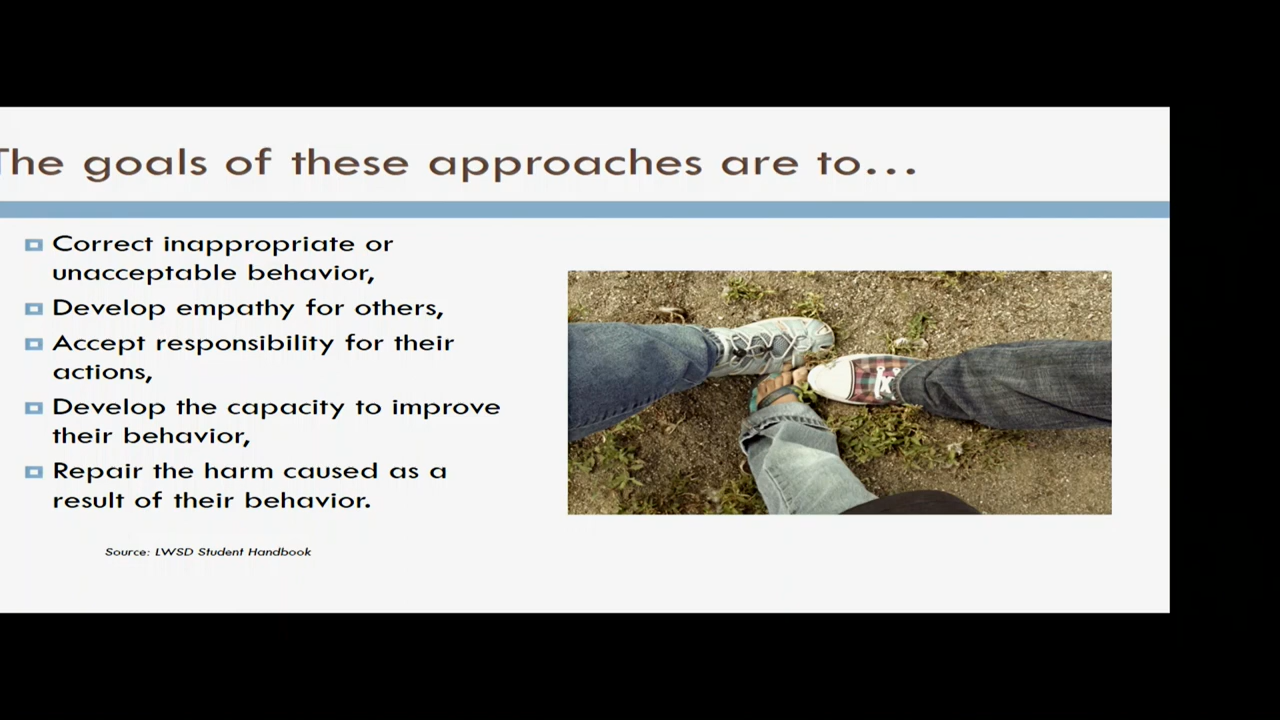 The goals of these approaches are to...
Correct inappropriate or
unacceptable behavior,
Develop empathy for others,
Accept responsibility for their
actions,
Develop the capacity to improve
their behavior,
Repair the harm caused as a
result of their behavior.
Source: LWSD Student Handbook